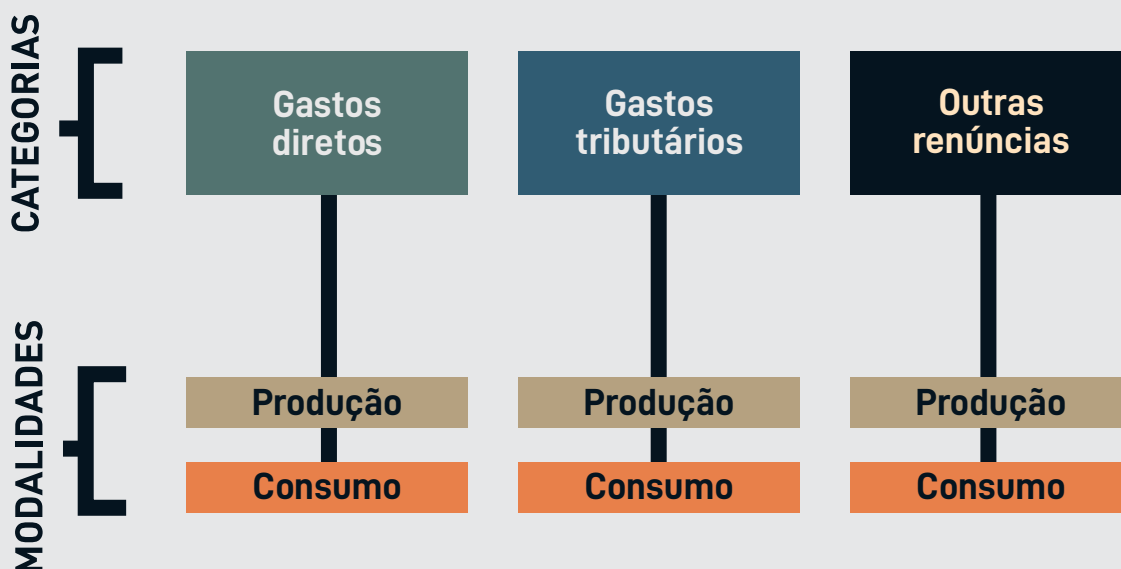 CATEGORIAS
Gastos
diretos
Gastos
tributários
Outras
renúncias
MODALIDADES
Produção
Produção
Produção
Consumo
Consumo
Consumo